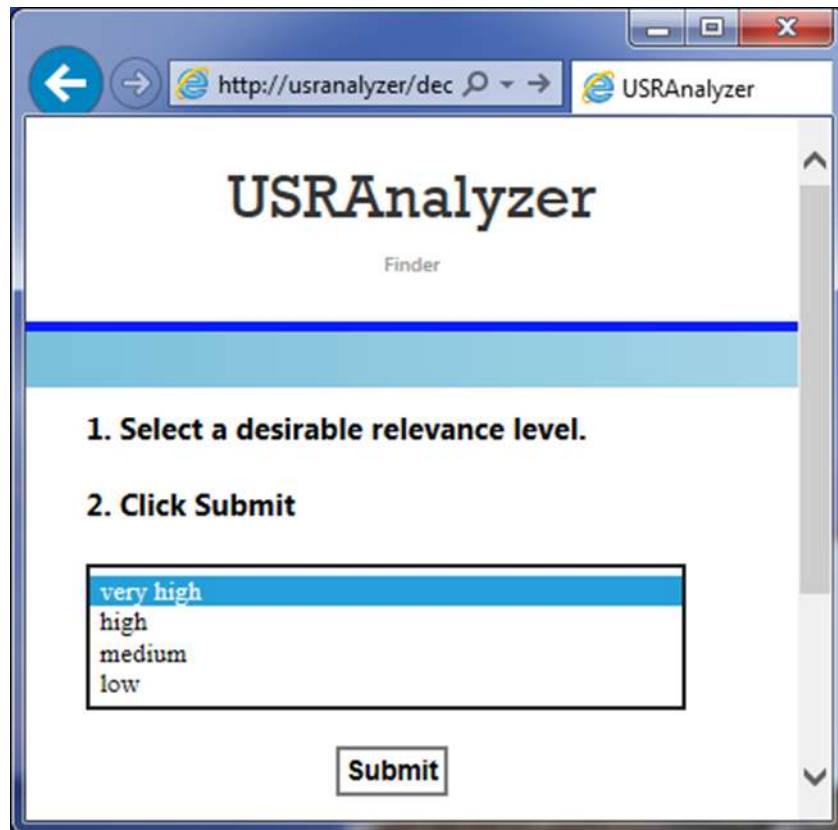 http://usranalyzer/dec
USRAnalyzer
USRAnalyzer
Finder
1. Select a desirable relevance level.
2. Click Submit
very high
high
medium
low
Submit